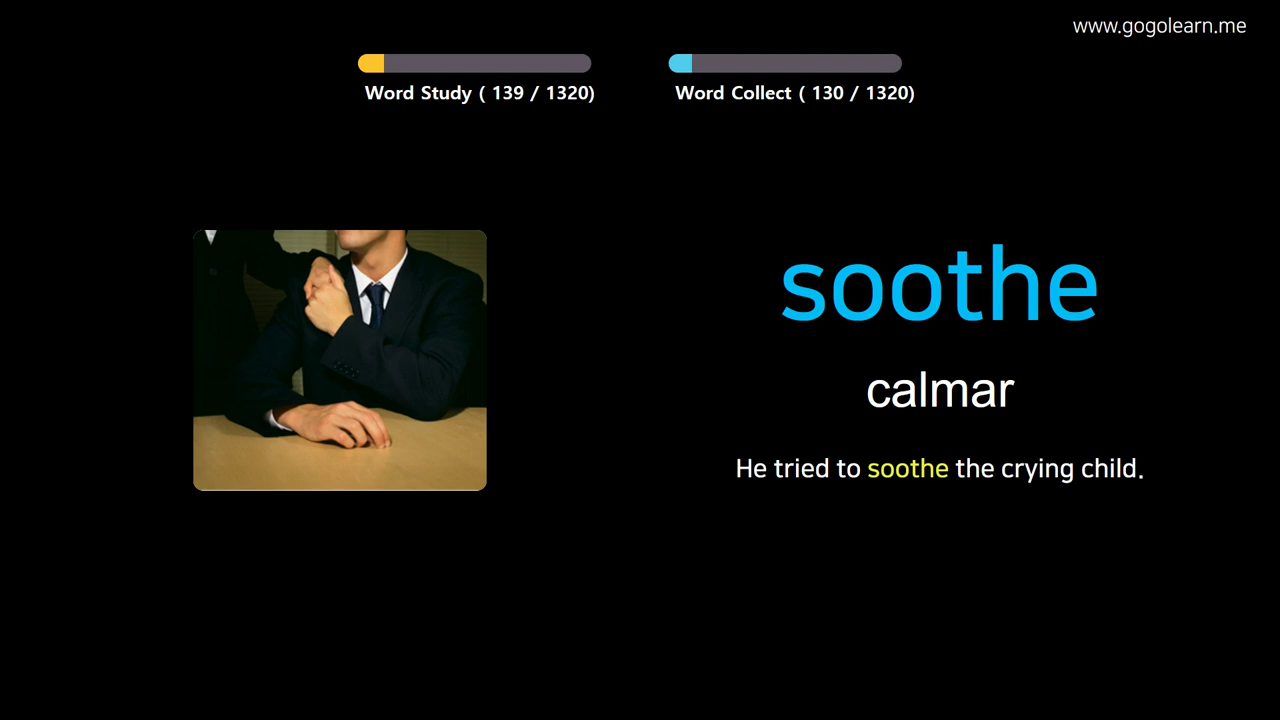 www.gogolearn.me
Word Study ( 139 / 1320)
Word Collect ( 130 / 1320)
soothe
calmar
He tried to soothe the crying child.